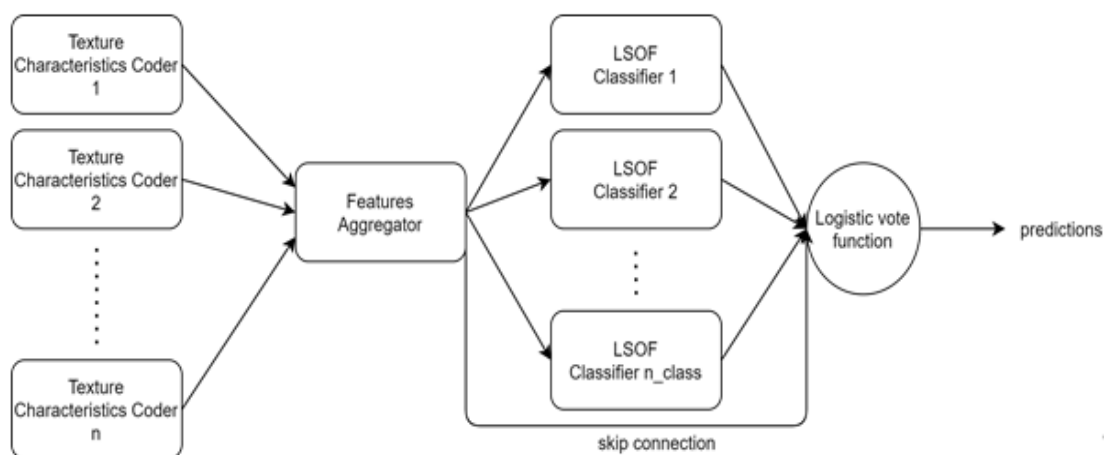 Texture
Characteristics Coder
1
Texture
Characteristics Coder
2
Texture
Characteristics Coder
n
Features
Aggregator
LSOF
Classifier 1
LSOF
Classifier 2
LSOF
Classifier n_class
skip connection
Logistic vote
function
predictions